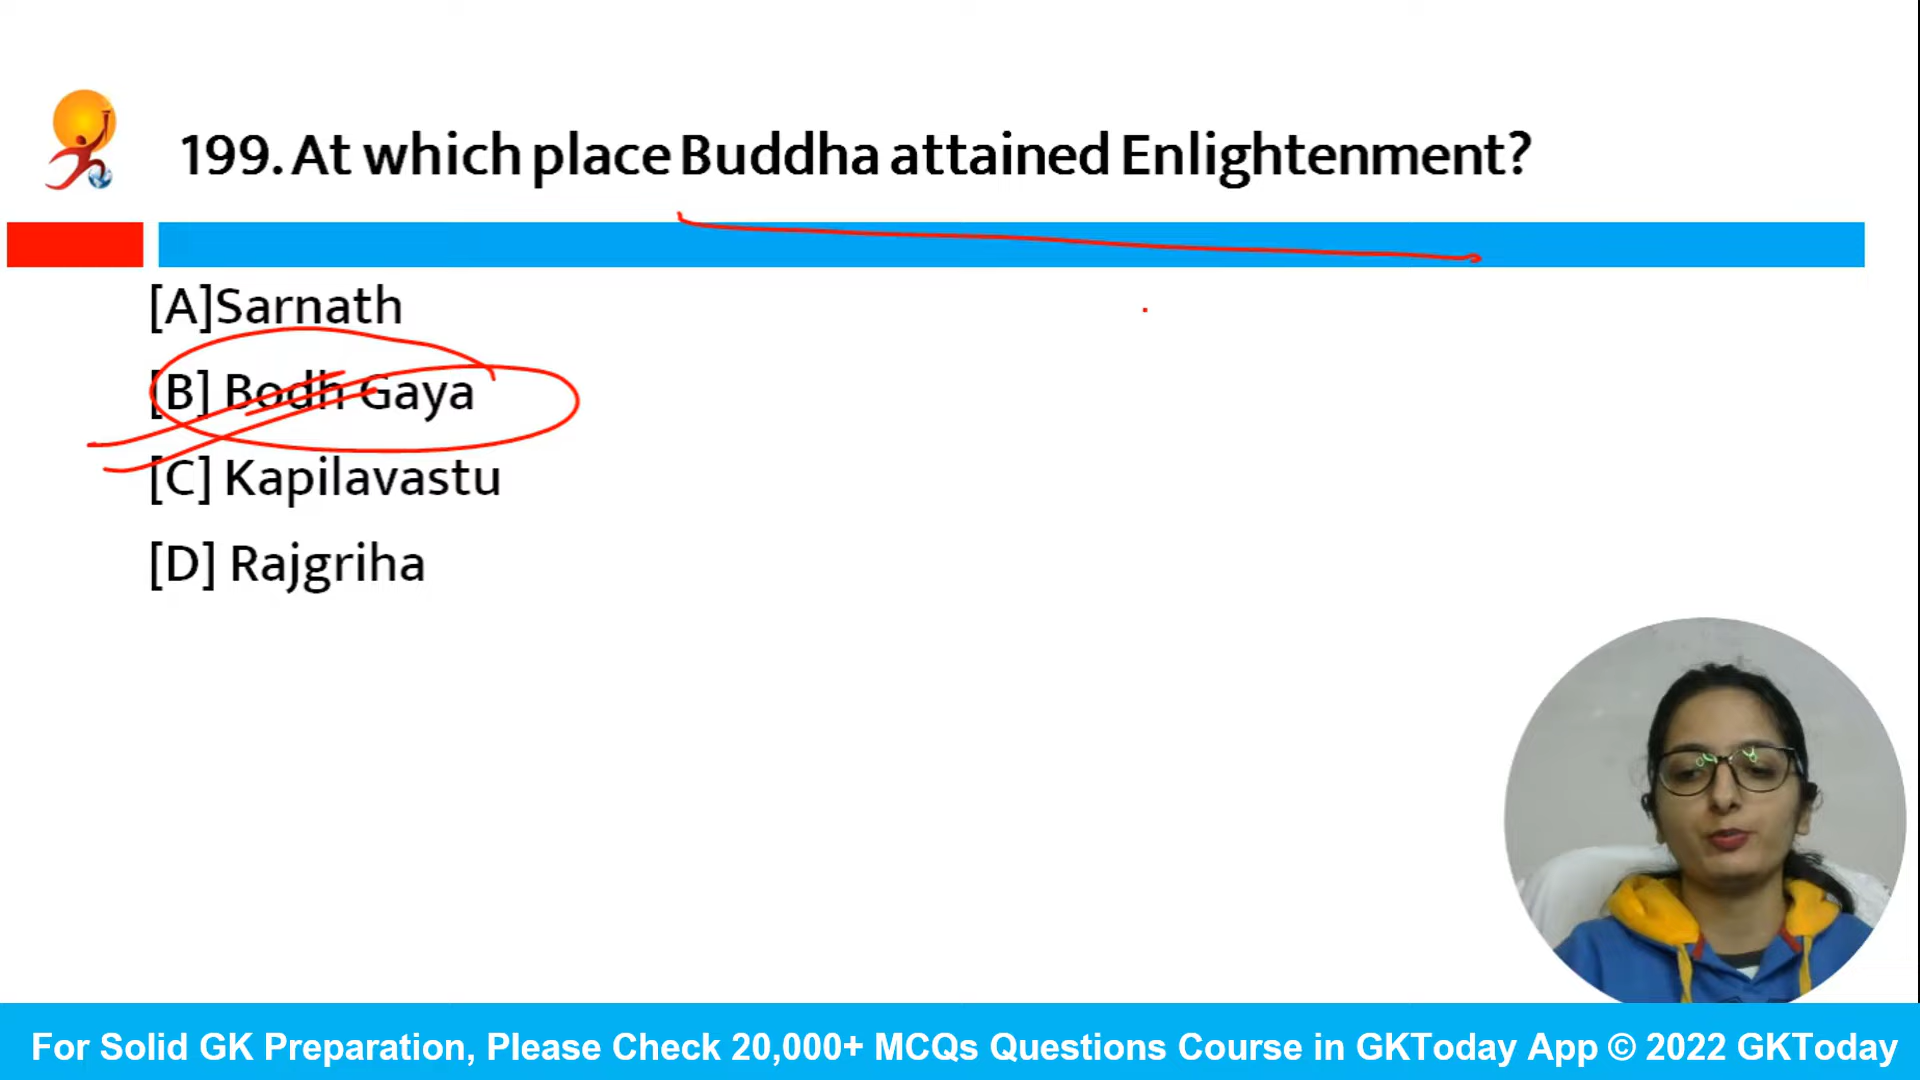 199. At which place Buddha attained Enlightenment?
[A]Sarnath
[B] Bodh Gaya
[C] Kapilavastu
[D] Rajgriha
For Solid GK Preparation, Please Check 20,000+ MCQs Questions Course in GKToday App © 2022 GKToday